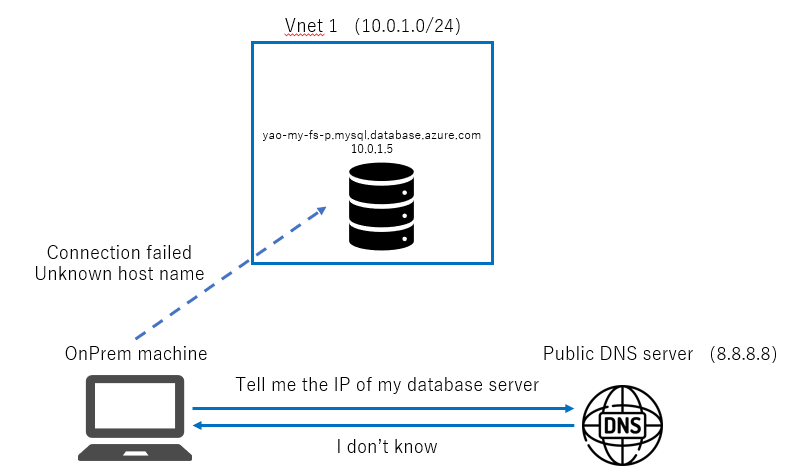 Vnet 1 (10.0.1.0/24)
yao-my-fs-p.mysql.database.azure.com
10.0.1.5
Connection failed
Unknown host name
OnPrem machine
Public DNS server (8.8.8.8)
Tell me the IP of my database server
DNS
I don’t know